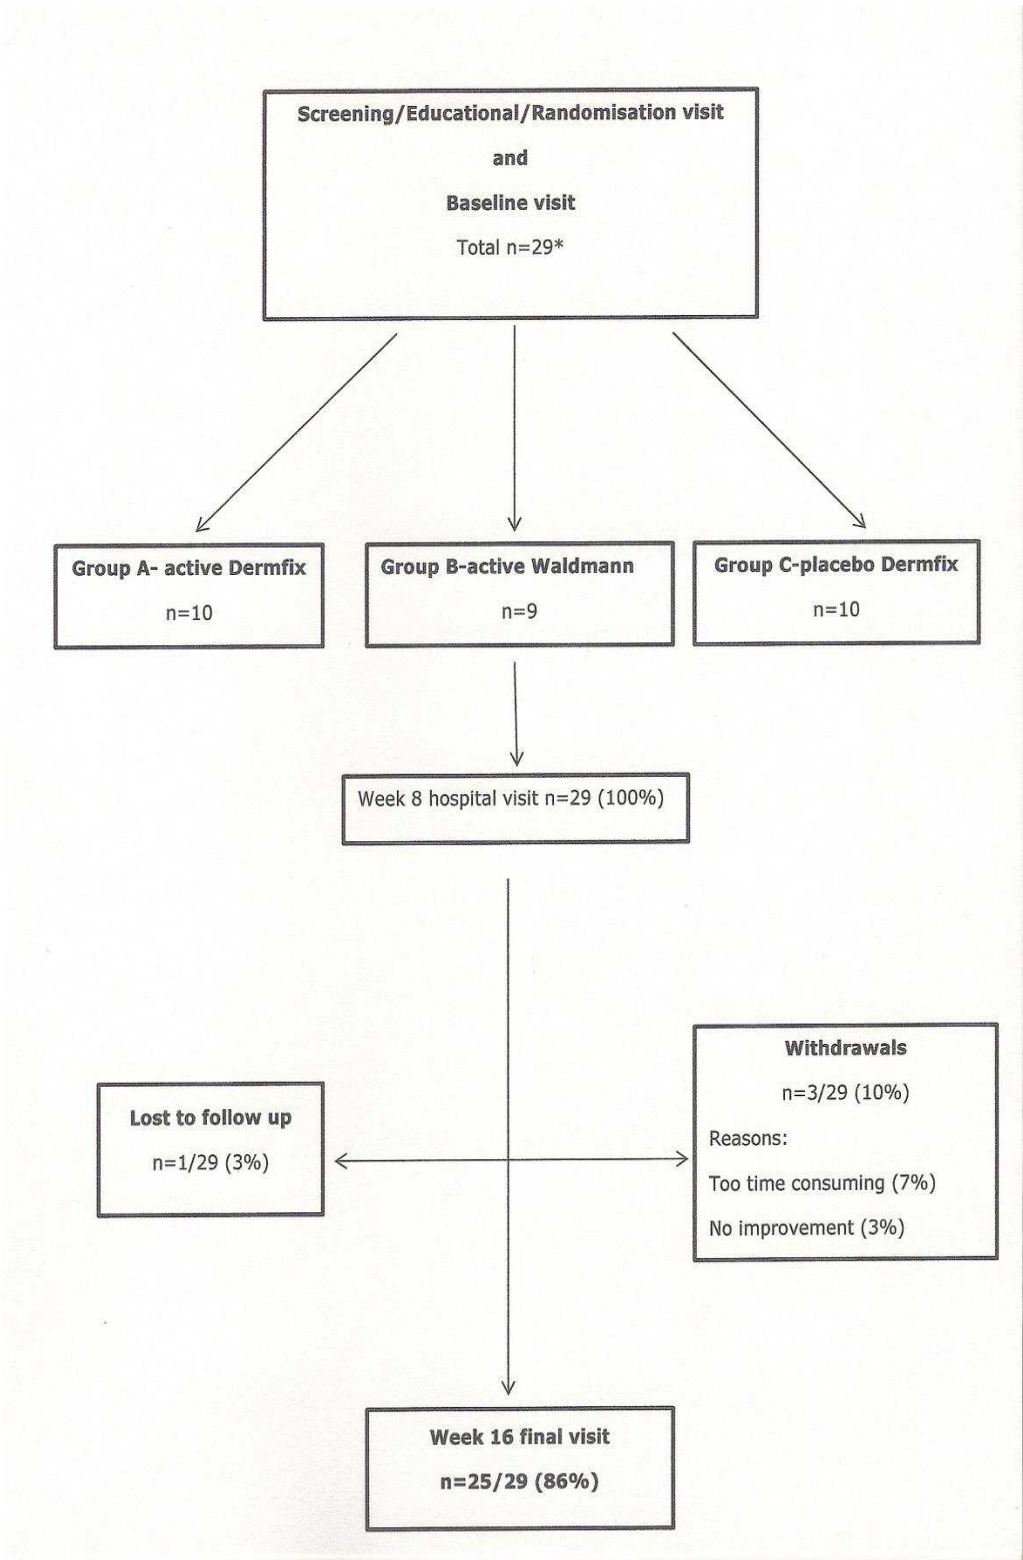 Screening/Educational/Randomisation visit
and
Baseline visit
Total n=29*
Group A- active Dermfix
n=10
Group B-active Waldmann
n=9
Group C-placebo Dermfix
n=10
Week 8 hospital visit n=29 (100%)
Withdrawals
n=3/29 (10%)
Reasons:
Too time consuming (7%)
No improvement (3%)
Lost to follow up
n=1/29 (3%)
Week 16 final visit
n=25/29 (86%)